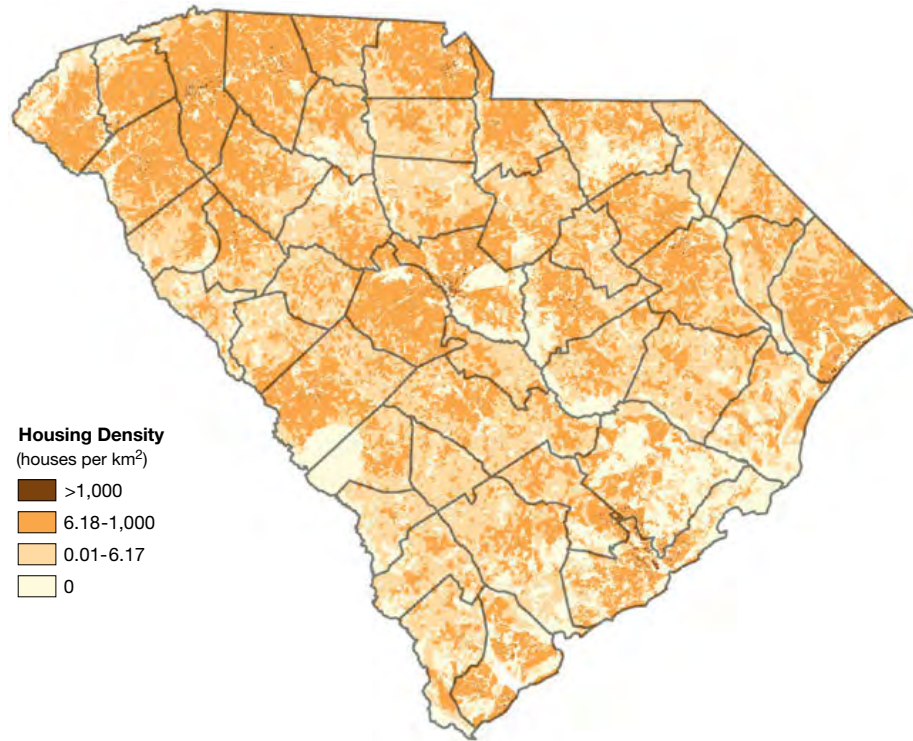 Housing Density
(houses per km²)
>1,000
6.18-1,000
0.01-6.17
0